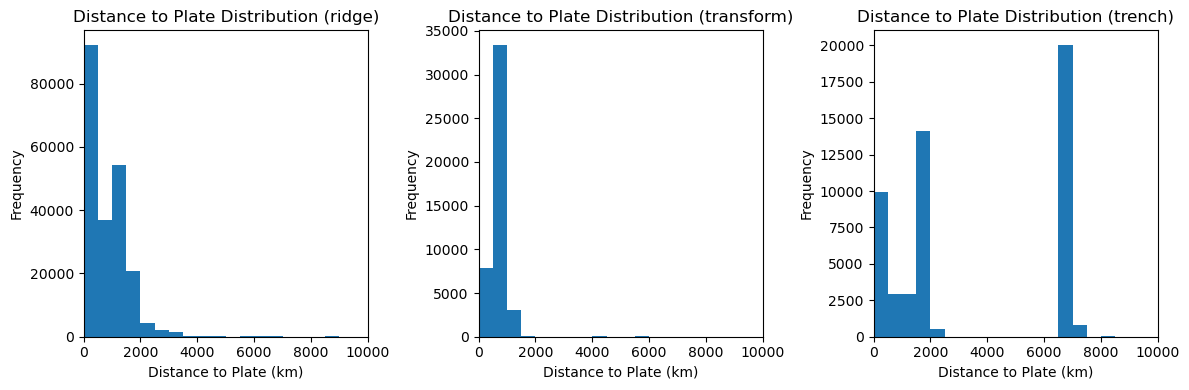 Distance to Plate Distribution (ridge)
Frequency
80000
60000
40000
20000
0
0 2000 4000 6000 8000 10000
Distance to Plate (km)
Distance to Plate Distribution (transform)
Frequency
35000
30000
25000
20000
15000
10000
5000
0
0 2000 4000 6000 8000 10000
Distance to Plate (km)
Distance to Plate Distribution (trench)
Frequency
20000
17500
15000
12500
10000
7500
5000
2500
0
0 2000 4000 6000 8000 10000
Distance to Plate (km)